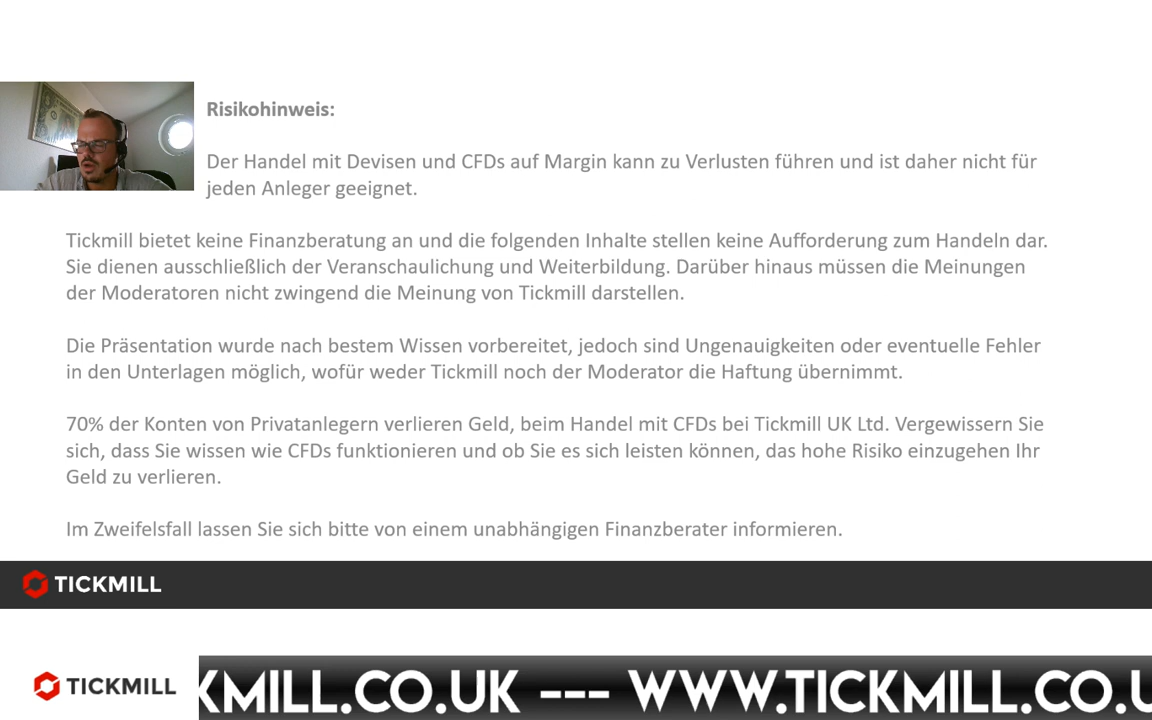 Risikohinweis:
Der Handel mit Devisen und CFDs auf Margin kann zu Verlusten führen und ist daher nicht für
jeden Anleger geeignet.
Tickmill bietet keine Finanzberatung an und die folgenden Inhalte stellen keine Aufforderung zum Handeln dar.
Sie dienen ausschließlich der Veranschaulichung und Weiterbildung. Darüber hinaus müssen die Meinungen
der Moderatoren nicht zwingend die Meinung von Tickmill darstellen.
Die Präsentation wurde nach bestem Wissen vorbereitet, jedoch sind Ungenauigkeiten oder eventuelle Fehler
in den Unterlagen möglich, wofür weder Tickmill noch der Moderator die Haftung übernimmt.
70% der Konten von Privatanlegern verlieren Geld, beim Handel mit CFDs bei Tickmill UK Ltd. Vergewissern Sie
sich, dass Sie wissen wie CFDs funktionieren und ob Sie es sich leisten können, das hohe Risiko einzugehen Ihr
Geld zu verlieren.
Im Zweifelsfall lassen Sie sich bitte von einem unabhängigen Finanzberater informieren.
TICKMILL
TICKMILL
KMILL.CO.UK --- WWW.TICKMILL.CO.U